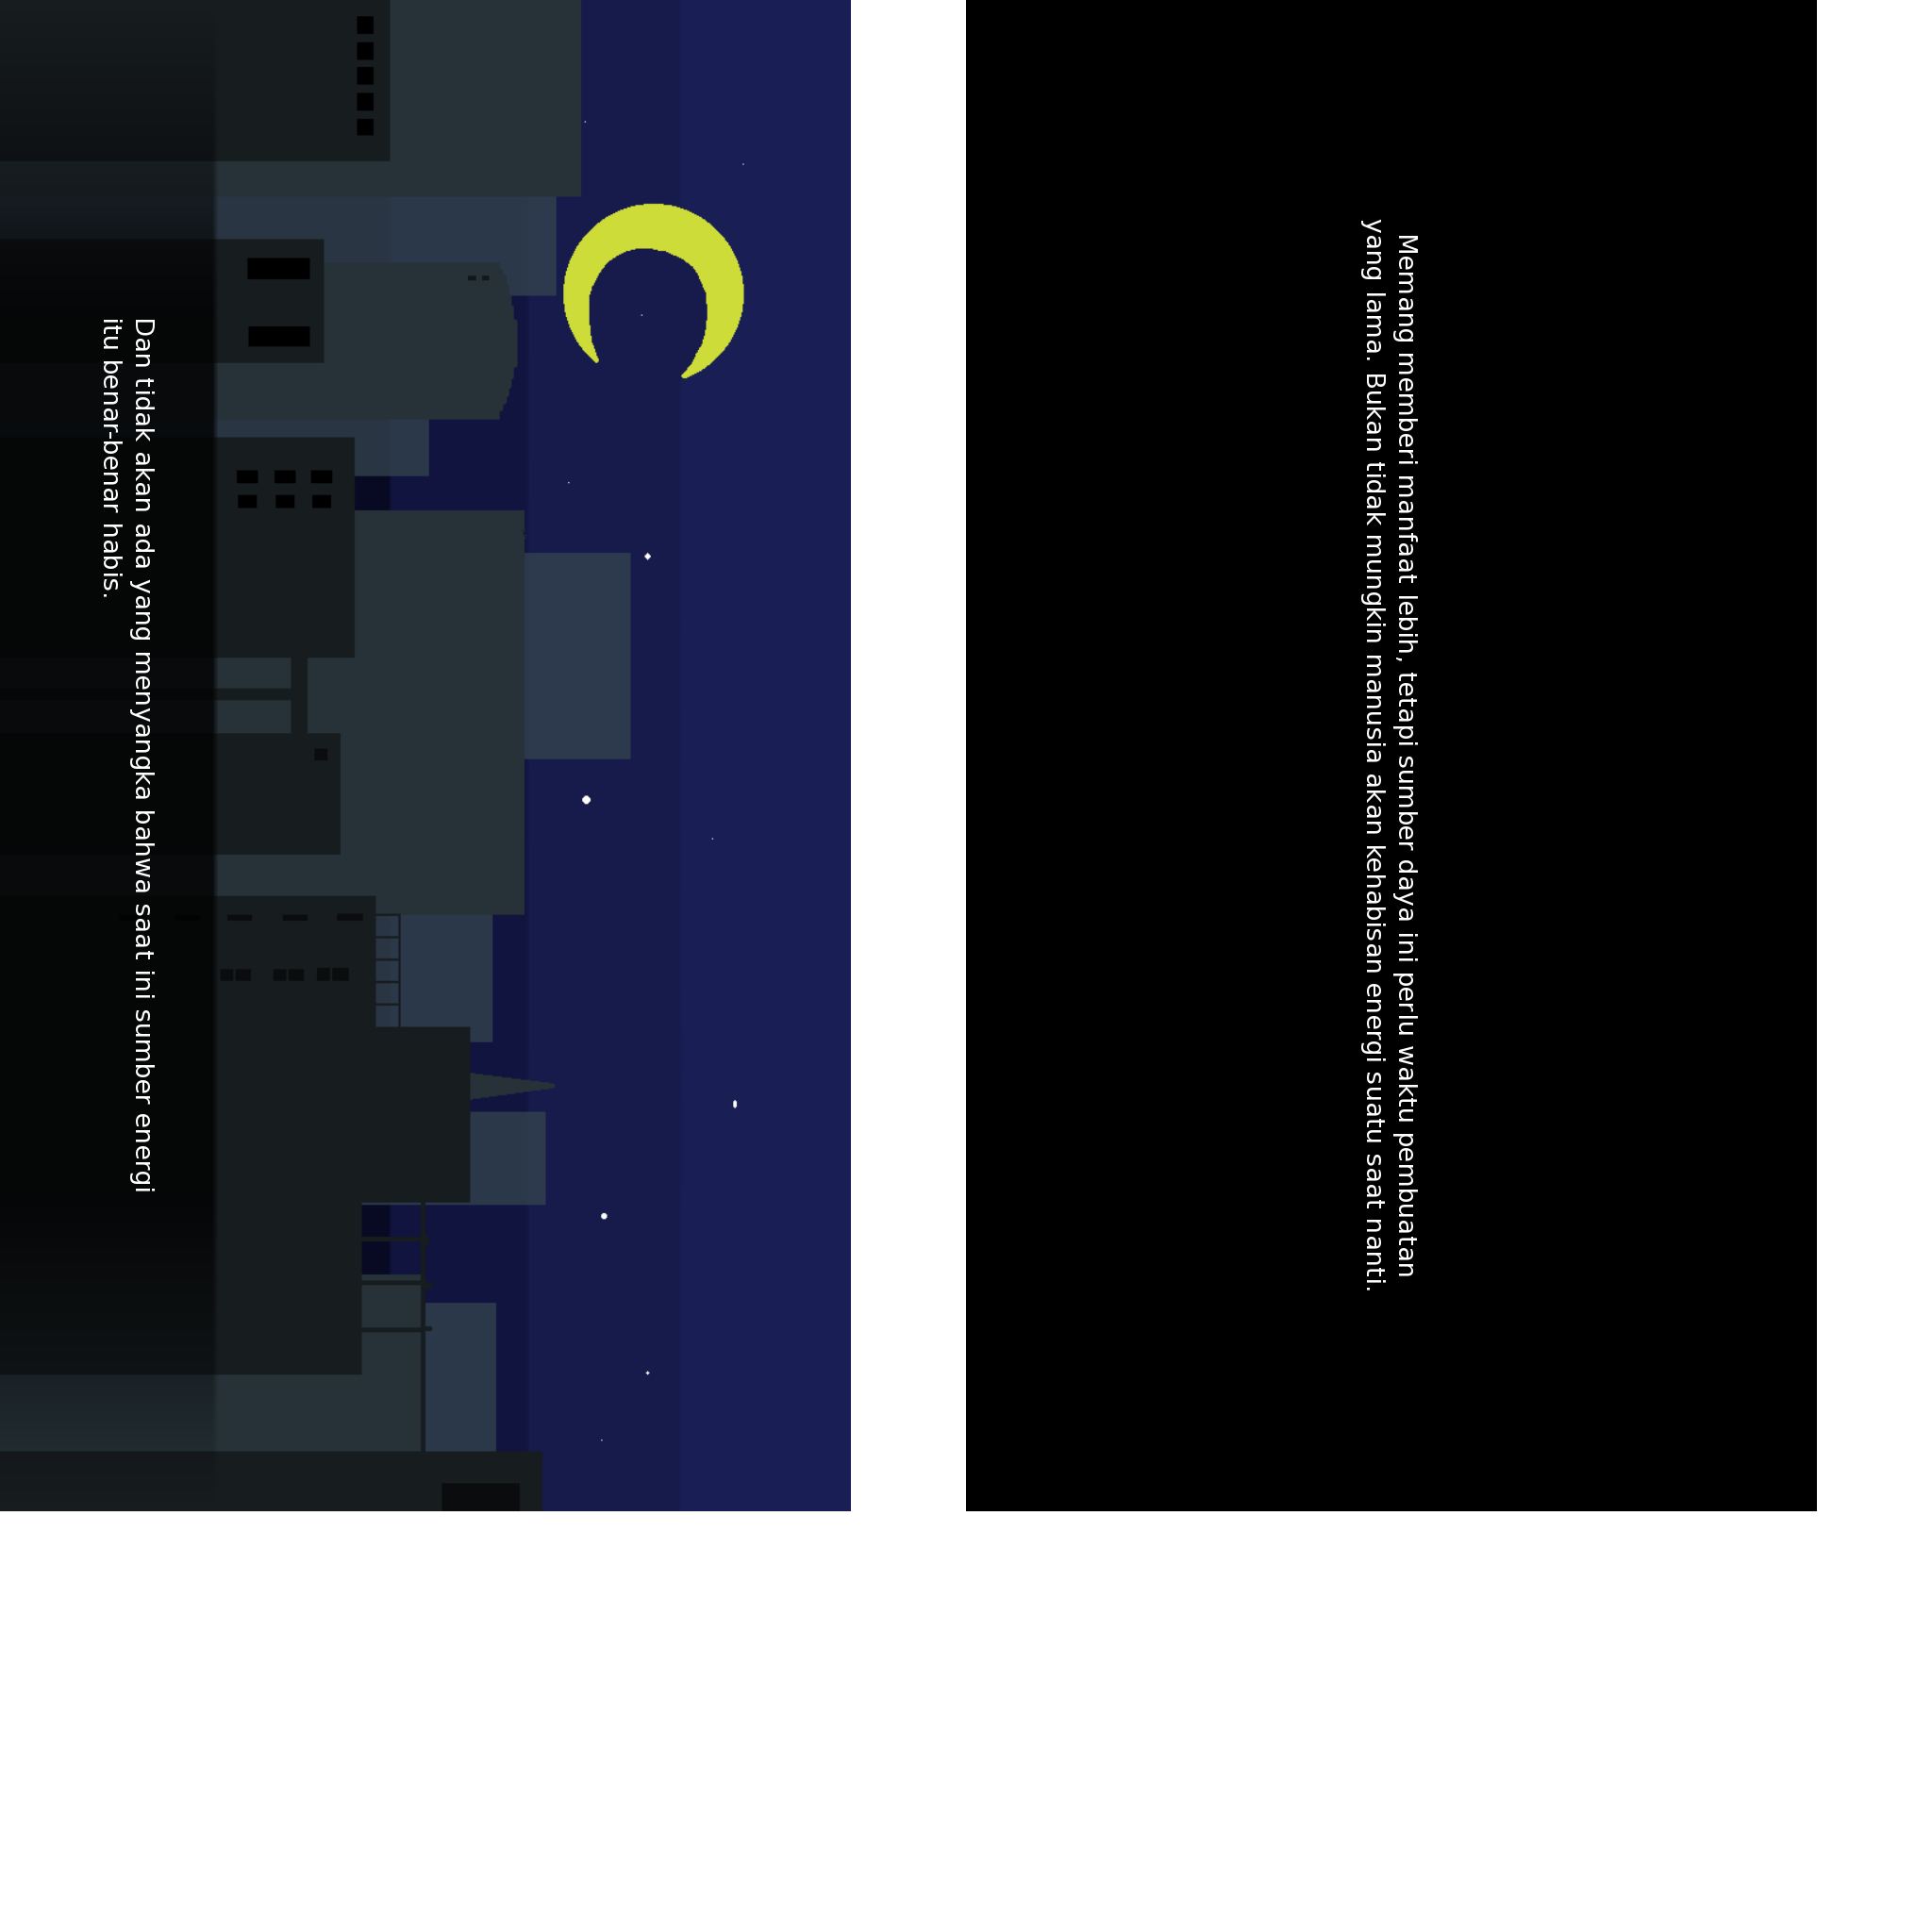 Memang memberi manfaat lebih, tetapi sumber daya ini perlu waktu pembuatan
yang lama. Bukan tidak mungkin manusia akan kehabisan energi suatu saat nanti.
Dan tidak akan ada yang menyangka bahwa saat ini sumber energi
itu benar-benar habis.